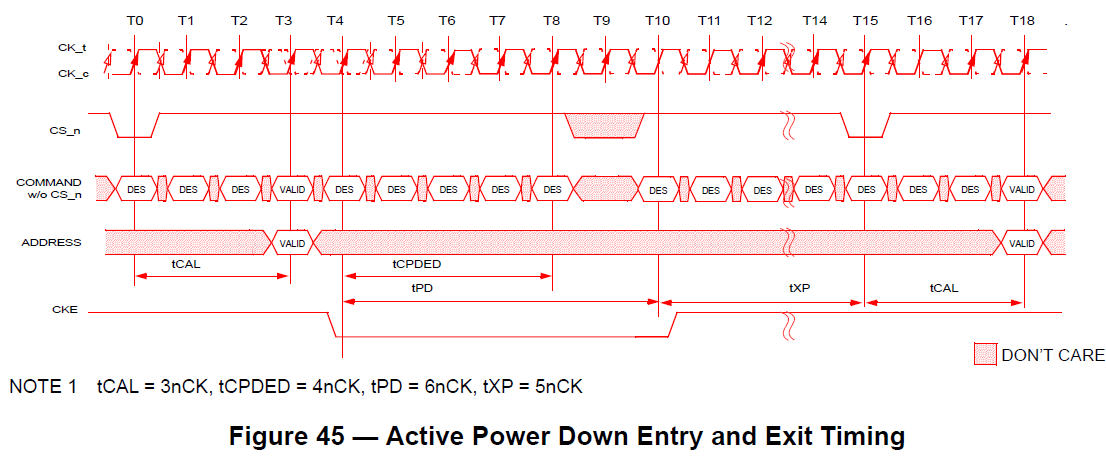 T0 T1 T2 T3 T4 T5 T6 T7 T8 T9 T10 T11 T12 T14 T15 T16 T17 T18 .
CK_t
CK_c
CS_n
COMMAND
w/o CS_n
DES DES DES VALID DES DES DES DES DES DES DES DES DES DES DES DES VALID
ADDRESS
VALID VALID
tCAL tCPDED
tPD tXP tCAL
CKE
DON'T CARE
NOTE 1 tCAL = 3nCK, tCPDED = 4nCK, tPD = 6nCK, tXP = 5nCK
Figure 45 — Active Power Down Entry and Exit Timing